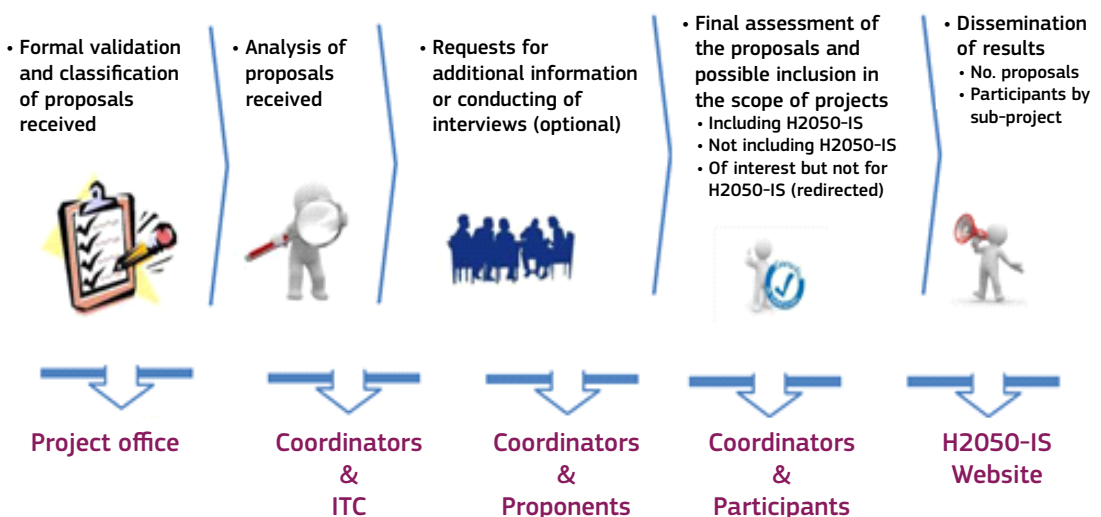 • Formal validation
and classification
of proposals
received
• Analysis of
proposals
received
• Requests for
additional information
or conducting of
interviews (optional)
• Final assessment of
the proposals and
possible inclusion in
the scope of projects
• Including H2050-IS
• Not including H2050-IS
• Of interest but not for
H2050-IS (redirected)
• Dissemination
of results
• No. proposals
• Participants by
sub-project
Project office
Coordinators
&
ITC
Coordinators
&
Proponents
Coordinators
&
Participants
H2050-IS
Website